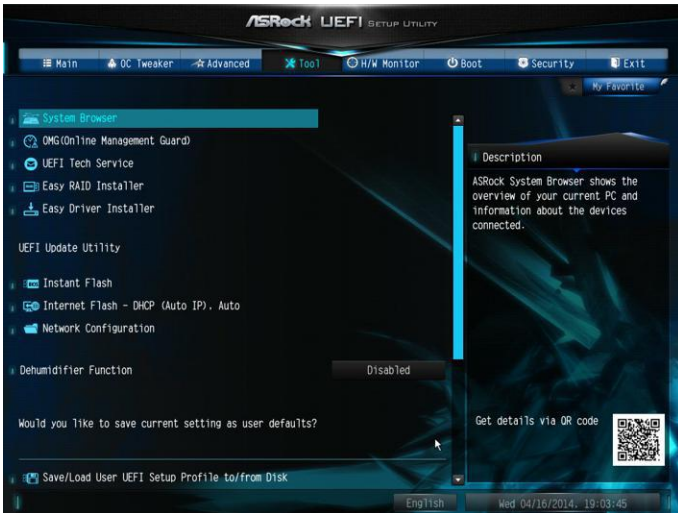 ASRock UEFI SETUP UTILITY
Main OC Tweaker Advanced Tool H/W Monitor Boot Security Exit
My Favorite
System Browser
OMG(Online Management Guard)
UEFI Tech Service
Easy RAID Installer
Easy Driver Installer
UEFI Update Utility
Instant Flash
Internet Flash - DHCP (Auto IP). Auto
Network Configuration
Dehumidifier Function Disabled
Would you like to save current setting as user defaults?
Save/Load User UEFI Setup Profile to/from Disk
Description
ASRock System Browser shows the
overview of your current PC and
information about the devices
connected.
Get details via QR code
English Wed 04/16/2014. 19:03:45